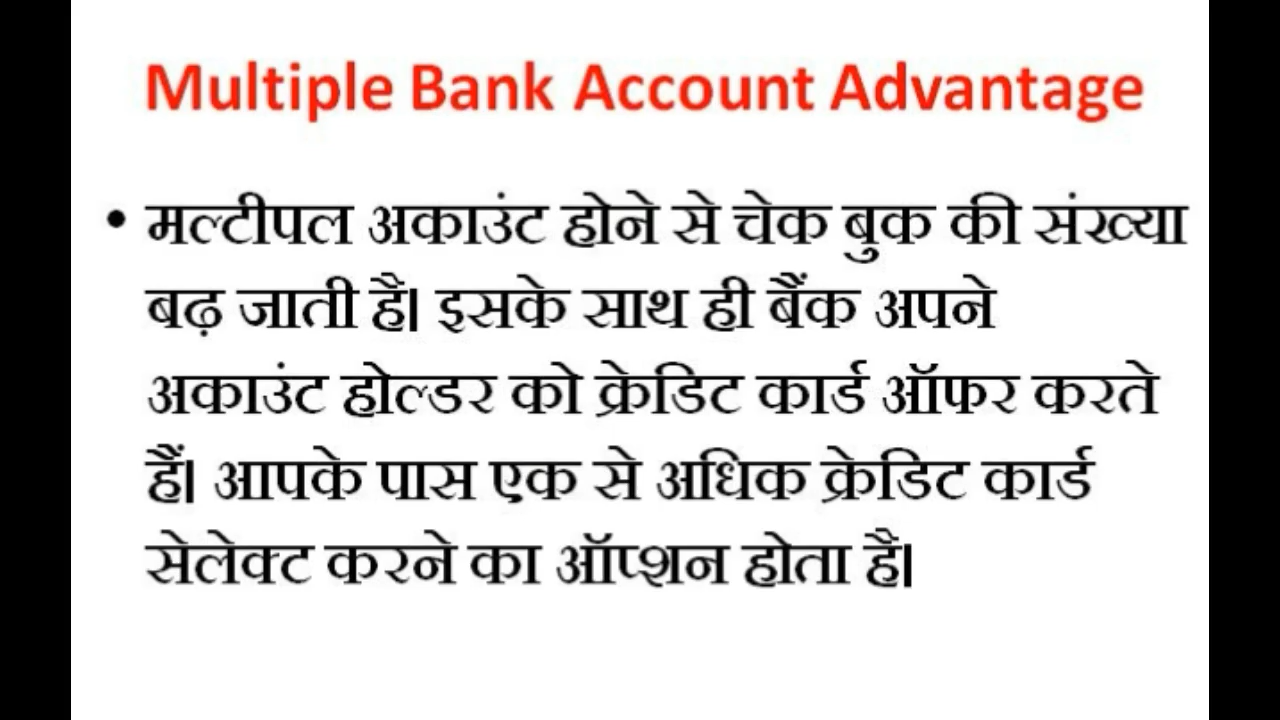 Multiple Bank Account Advantage
• मल्टीपल अकाउंट होने से चेक बुक की संख्या
बढ़ जाती है। इसके साथ ही बैंक अपने
अकाउंट होल्डर को क्रेडिट कार्ड ऑफर करते
हैं। आपके पास एक से अधिक क्रेडिट कार्ड
सेलेक्ट करने का ऑप्शन होता है।